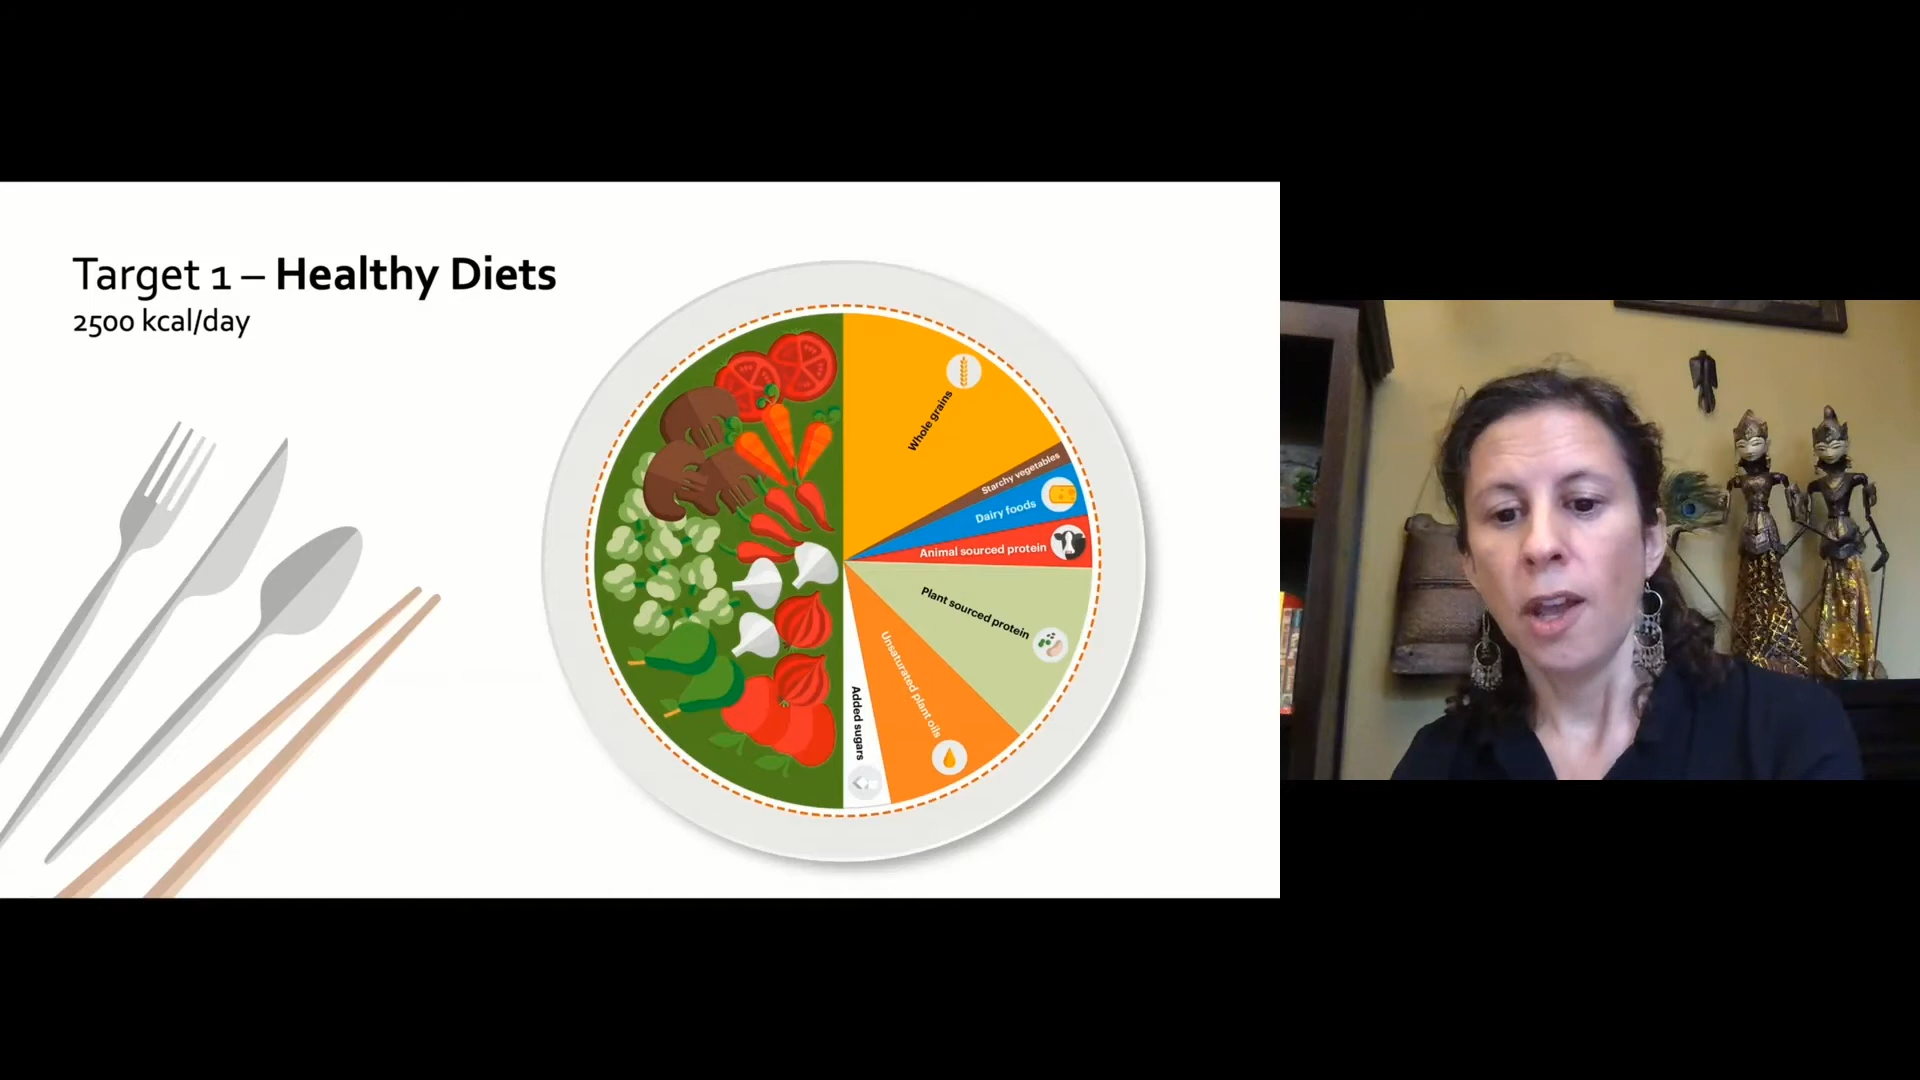 Target 1 – Healthy Diets
2500 kcal/day
Whole grains
Starchy vegetables
Dairy foods
Animal sourced protein
Plant sourced protein
Unsaturated plant oils
Added sugars